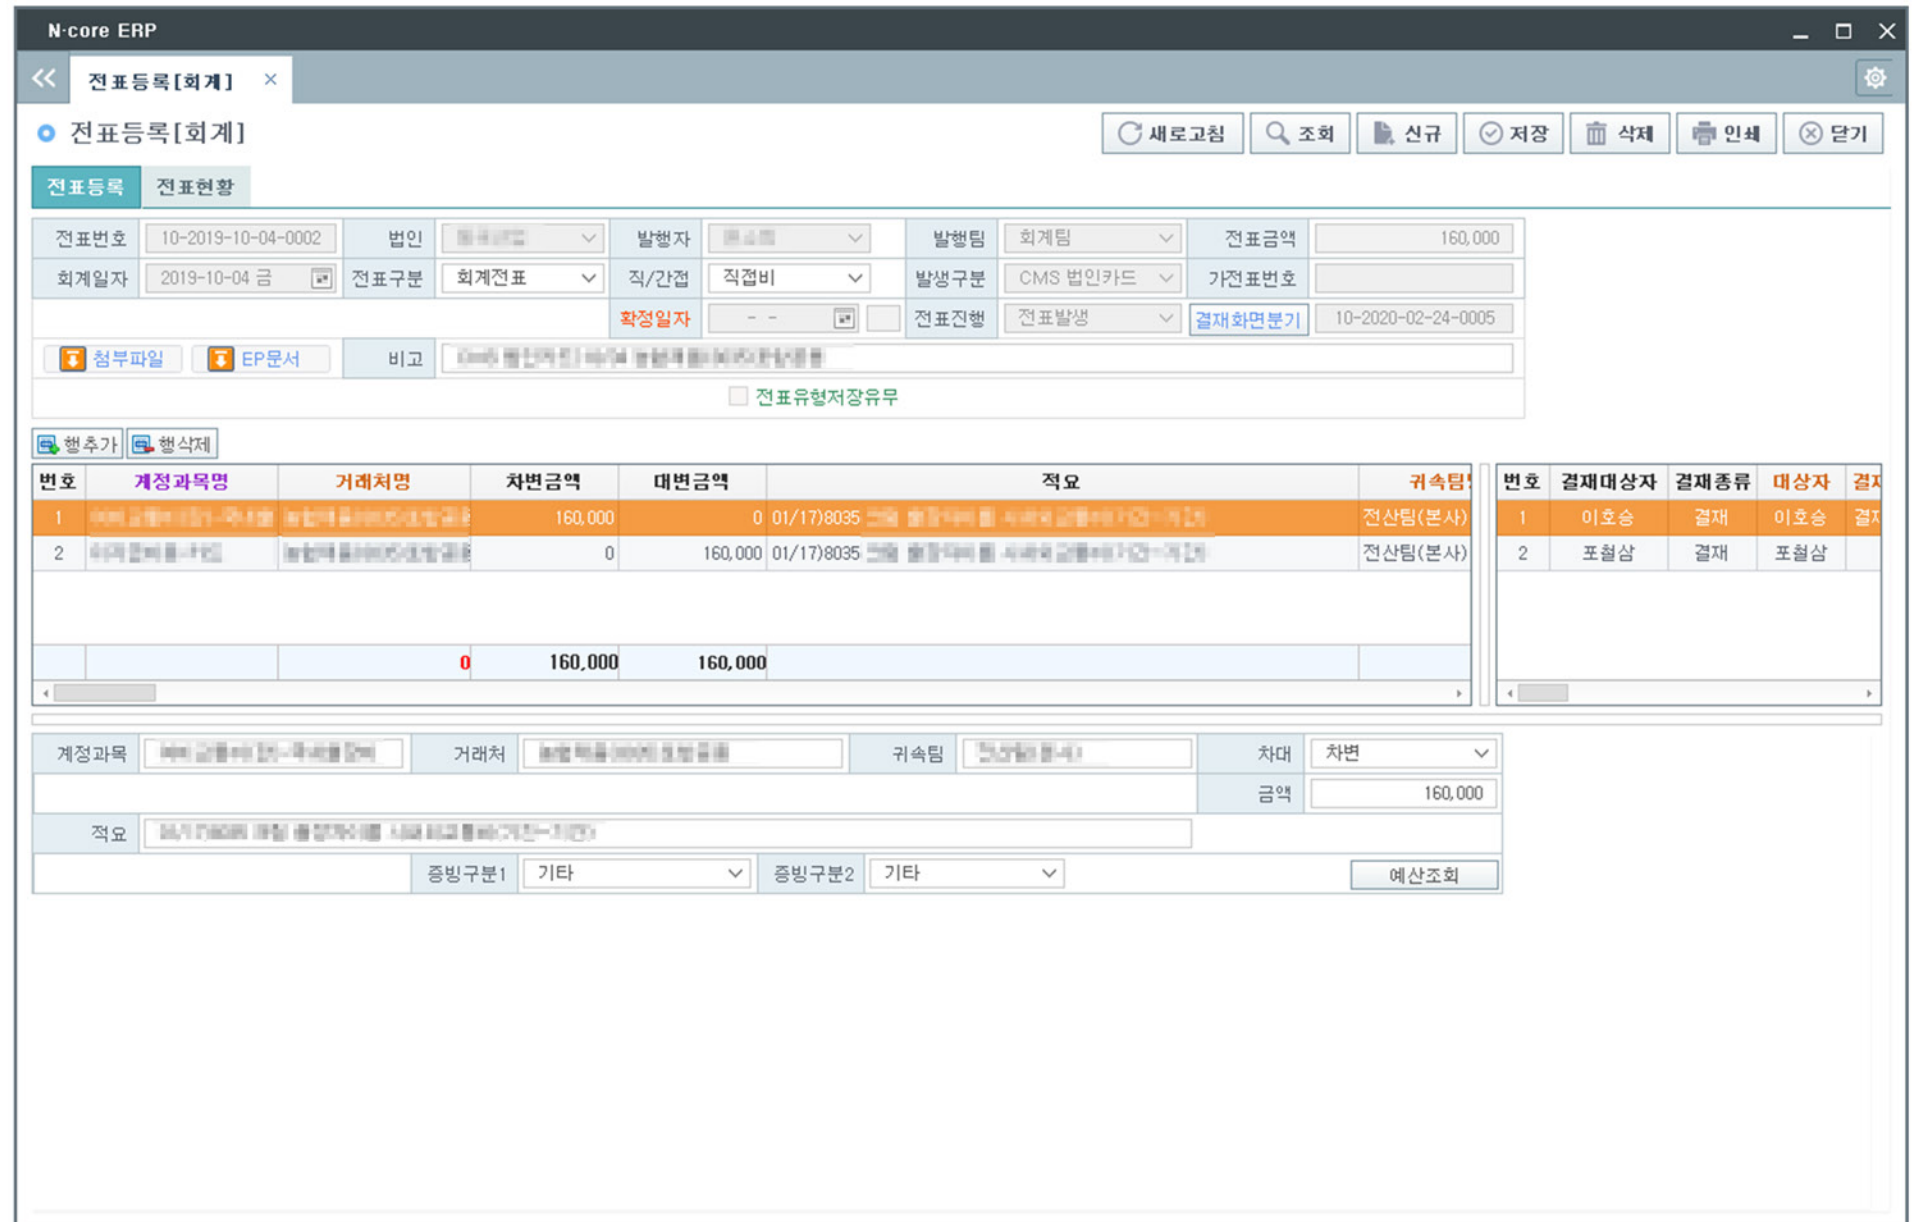 N·core ERP
전표등록[회계]
전표등록[회계]
새로고침 조회 신규 저장 삭제 인쇄 닫기
전표등록 전표현황
전표번호 10-2019-10-04-0002 법인 발행자 발행팀 회계팀 전표금액 160,000
회계일자 2019-10-04 금 전표구분 회계전표 직/간접 직접비 발생구분 CMS 법인카드 가전표번호
확정일자 - - 전표진행 전표발생 결재화면분기 10-2020-02-24-0005
첨부파일 EP문서 비고
전표유형저장유무
행추가 행삭제
번호 계정과목명 거래처명 차변금액 대변금액 적요 귀속팀 번호 결재대상자 결재종류 대상자 결재
1 160,000 0 01/17)8035 전산팀(본사) 1 이호승 결재 이호승 결재
2 0 160,000 01/17)8035 전산팀(본사) 2 포철삼 결재 포철삼
0 160,000 160,000
계정과목 거래처 귀속팀 차대 차변
금액 160,000
적요
증빙구분1 기타 증빙구분2 기타 예산조회